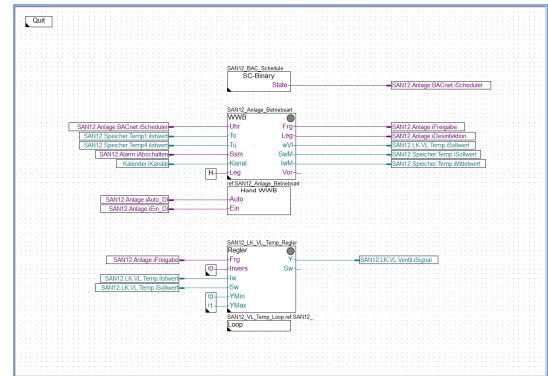 Quit
SAN12_BAC_Schedule
SC-Binary
State
SAN12.Anlage.BACnet.iScheduler
SAN12_Anlage_Betriebsart
WWB
SAN12.Anlage.BACnet.iScheduler Uhr Frg SAN12.Anlage.iFreigabe
SAN12.Speicher.Temp1.iIstwert To Leg SAN12.Anlage.iDesinfektion
SAN12.Speicher.Temp4.iIstwert Tu wVl SAN12.LK.VL.Temp.iSollwert
SAN12.Alarm.iAbschalten Ssm SwM SAN12.Speicher.Temp.iSollwert
Kalender.iKanäle Kanal IwM SAN12.Speicher.Temp.iMittelwert
H Leg Vor
ref:SAN12_Anlage_Betriebsart
Hand WWB
SAN12.Anlage.iAuto_DI Auto
SAN12.Anlage.iEin_DI Ein
SAN12_LK_VL_Temp_Regler
Regler
SAN12.Anlage.iFreigabe Frg Y SAN12.LK.VL.Ventil.iSignal
I0 Invers Sw
SAN12.LK.VL.Temp.iIstwert Iw
SAN12.LK.VL.Temp.iSollwert Sw
I0 YMin
I1 YMax
SAN12_VL_Temp_Loop,ref:SAN12_
Loop